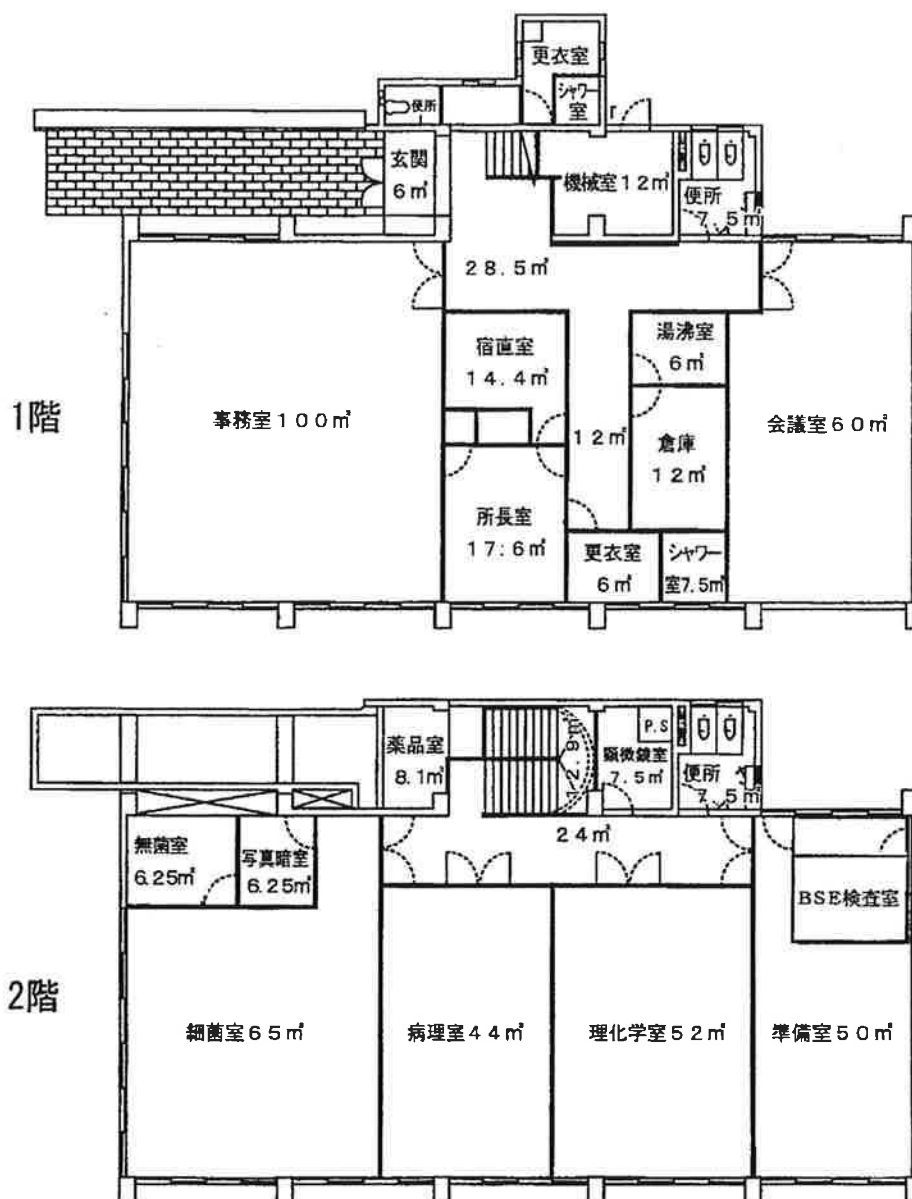 更衣室
シャワー
室
便所
玄関
6㎡
機械室12㎡
便所
7.5㎡
28.5㎡
宿直室
14.4㎡
湯沸室
6㎡
1階
事務室100㎡
12㎡
倉庫
12㎡
会議室60㎡
所長室
17.6㎡
更衣室
6㎡
シャワー
室7.5㎡
薬品室
8.1㎡
12.9㎡
P.S
顕微鏡室
7.5㎡
便所
7.5㎡
24㎡
無菌室
6.25㎡
写真暗室
6.25㎡
BSE検査室
2階
細菌室65㎡
病理室44㎡
理化学室52㎡
準備室50㎡